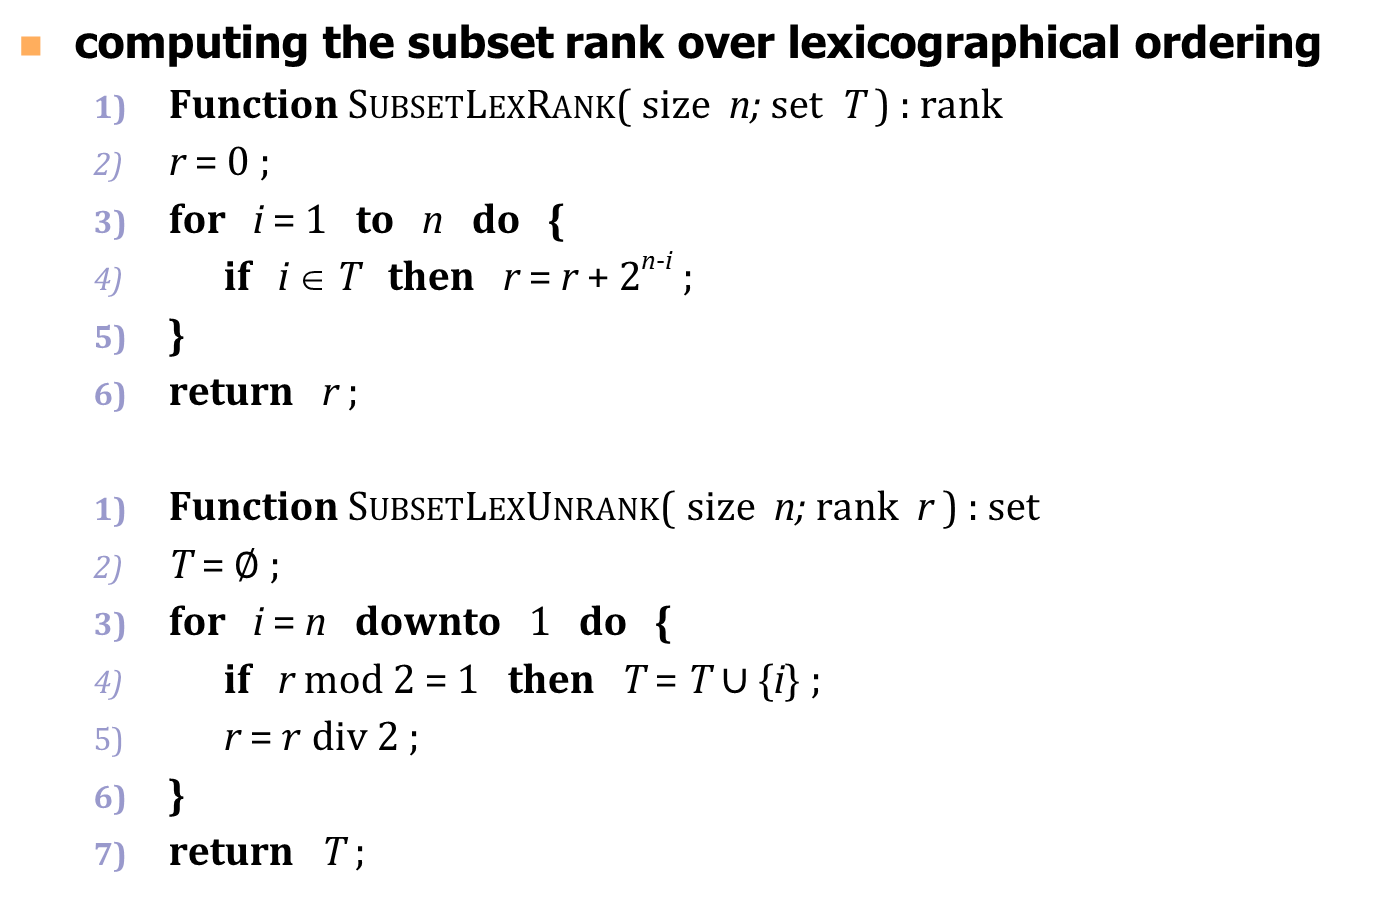 ■ computing the subset rank over lexicographical ordering
1) Function SUBSETLEXRANK( size n; set T ) : rank
2) r = 0 ;
3) for i = 1 to n do {
4) if i ∈ T then r = r + 2^{n-i} ;
5) }
6) return r ;
1) Function SUBSETLEXUNRANK( size n; rank r ) : set
2) T = ∅ ;
3) for i = n downto 1 do {
4) if r mod 2 = 1 then T = T ∪ {i} ;
5) r = r div 2 ;
6) }
7) return T ;